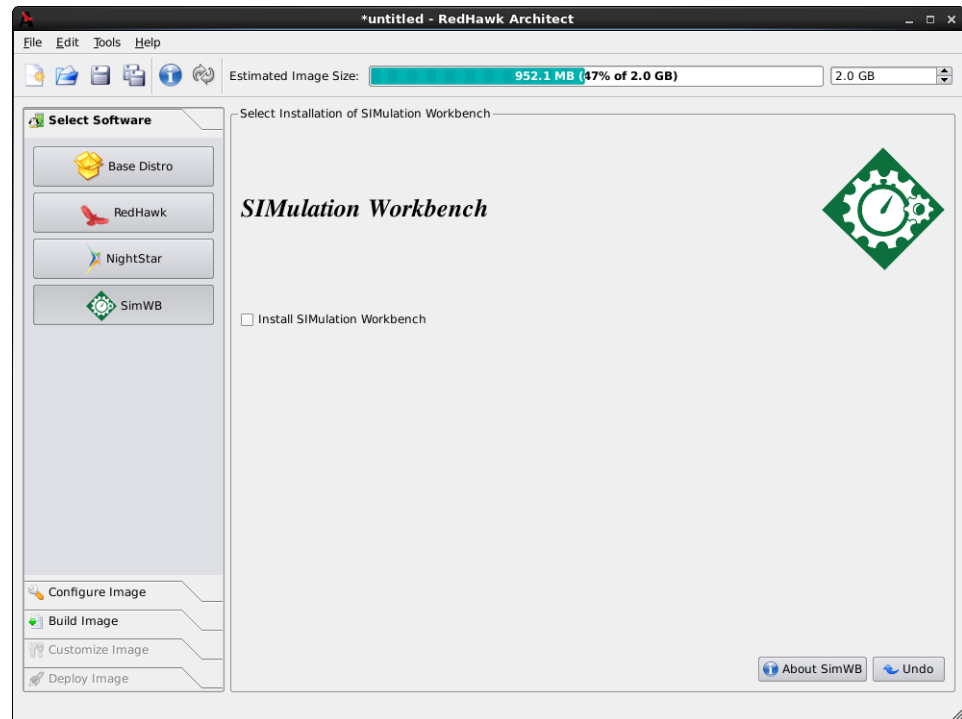 *untitled - RedHawk Architect
File Edit Tools Help
Estimated Image Size: 952.1 MB (47% of 2.0 GB) 2.0 GB
Select Software
Base Distro
RedHawk
NightStar
SimWB
Configure Image
Build Image
Customize Image
Deploy Image
Select Installation of SIMulation Workbench
SIMulation Workbench
Install SIMulation Workbench
About SimWB Undo